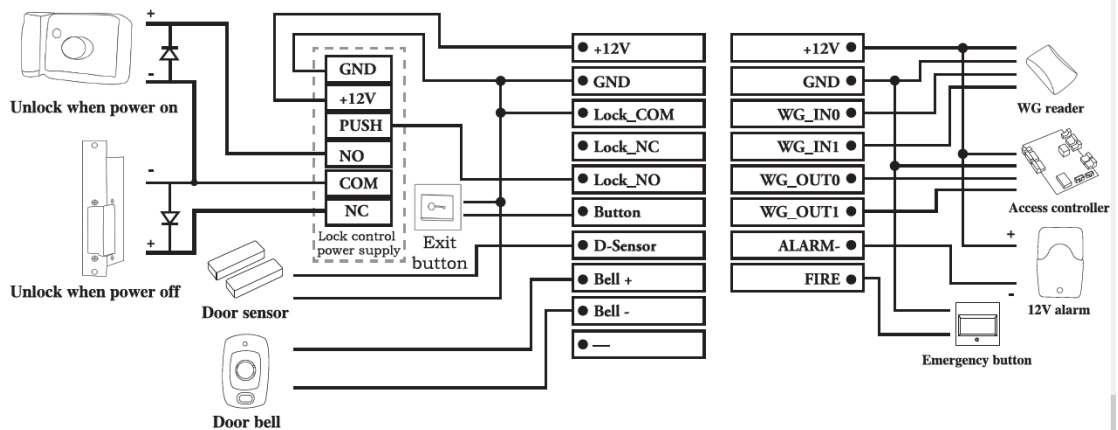 +
-
Unlock when power on
-
+
Unlock when power off
GND
+12V
PUSH
NO
COM
NC
Lock control
power supply
Exit
button
Door sensor
Door bell
+12V
GND
Lock_COM
Lock_NC
Lock_NO
Button
D-Sensor
Bell +
Bell -
—
+12V
GND
WG_IN0
WG_IN1
WG_OUT0
WG_OUT1
ALARM-
FIRE
WG reader
Access controller
+
-
12V alarm
Emergency button